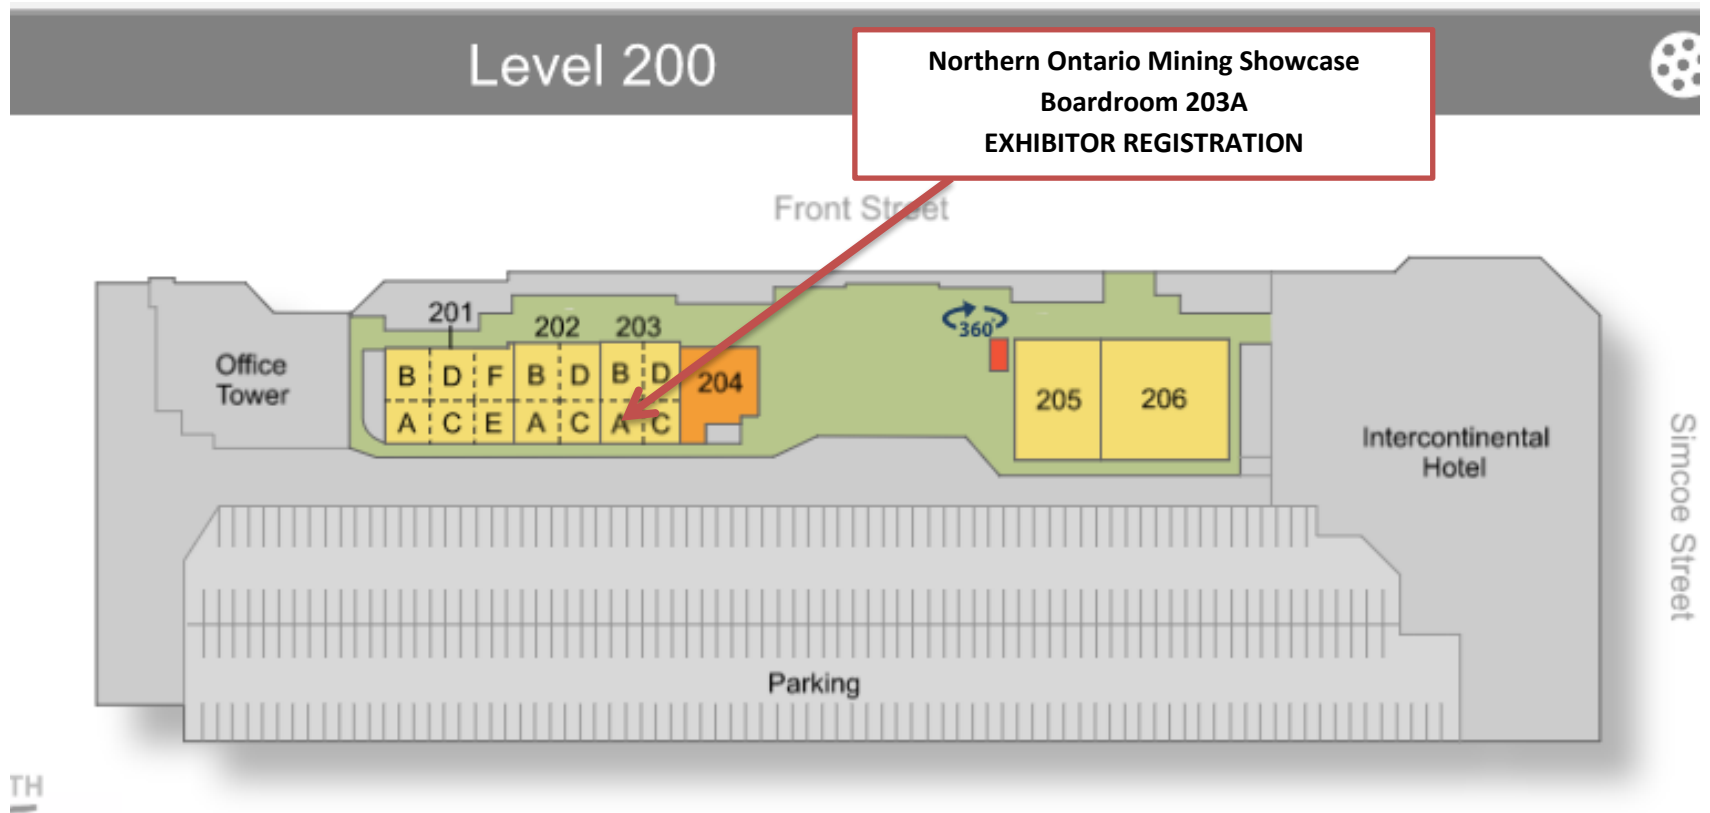 Level 200
Northern Ontario Mining Showcase
Boardroom 203A
EXHIBITOR REGISTRATION
Front Street
201
202
203
360°
Office
Tower
B D F B D B D
204
A C E A C A C
205
206
Intercontinental
Hotel
Simcoe Street
Parking
TH